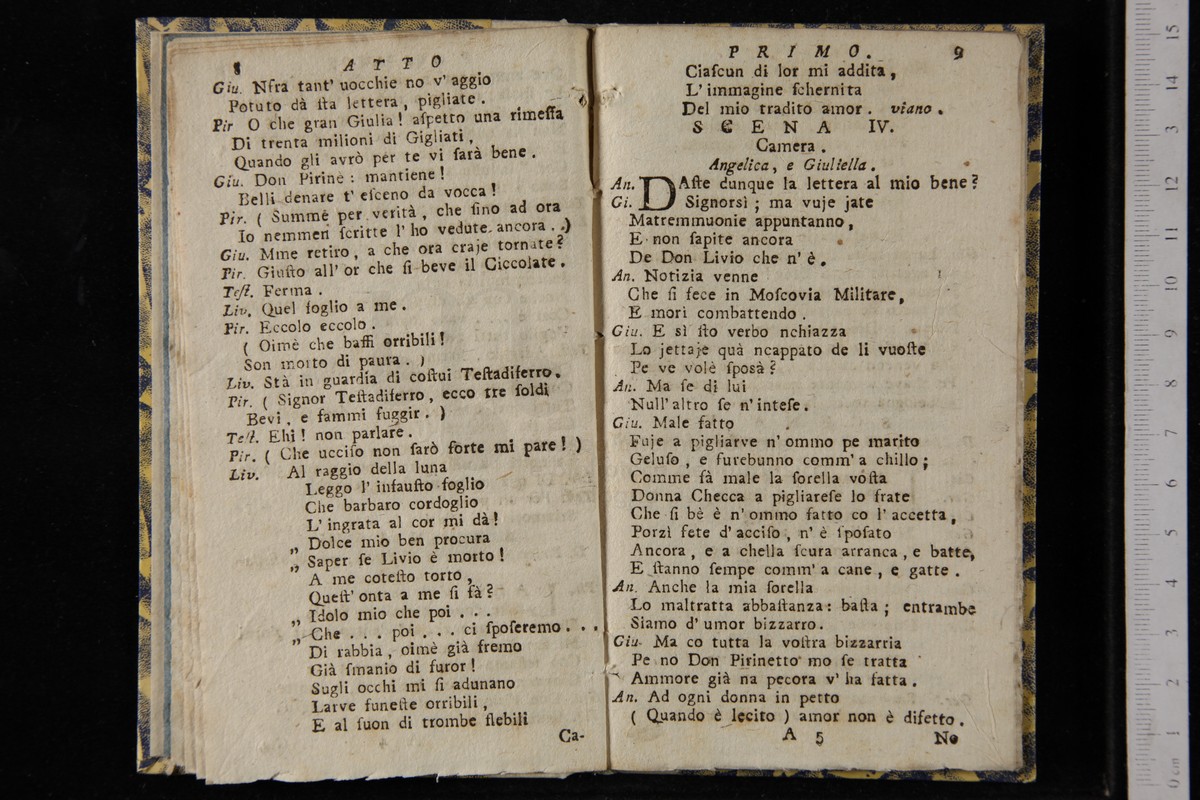 8 ATTO
Giu. Nfra tant' uocchie no v' aggio
Potuto dà ſta lettera, pigliate.
Pir O che gran Giulia! aſpetto una rimeſſa
Di trenta milioni di Gigliati,
Quando gli avrò per te vi farà bene.
Giu. Don Pirinè: mantiene!
Belli denare t' eſceno da vocca!
Pir. ( Summè per verità, che ſino ad ora
Io nemmen ſcritte l' ho vedute ancora. .)
Giu. Mme retiro, a che ora craje tornate?
Pir. Giuſto all' or che ſi beve il Ciccolate.
Teſt. Ferma.
Liv. Quel foglio a me.
Pir. Eccolo eccolo.
( Oimè che baffi orribili!
Son morto di paura. )
Liv. Stà in guardia di coſtui Teſtadiferro.
Pir. ( Signor Teſtadiferro, ecco tre ſoldi
Bevi, e fammi fuggir. )
Teſt. Ehi! non parlare.
Pir. ( Che ucciſo non ſarò forte mi pare! )
Liv. Al raggio della luna
Leggo l' infauſto foglio
Che barbaro cordoglio
L' ingrata al cor mi dà!
„ Dolce mio ben procura
„ Saper ſe Livio è morto!
A me coteſto torto,
Queſt' onta a me ſi fà?
„ Idolo mio che poi . . .
„ Che . . . poi . . . ci ſpoſeremo. . .
Di rabbia, oimè già fremo
Già ſmanio di furor!
Sugli occhi mi ſi adunano
Larve funeſte orribili,
E al ſuon di trombe flebili
Ca-
PRIMO. 9
Ciaſcun di lor mi addita,
L' immagine ſchernita
Del mio tradito amor. viano.
SCENA IV.
Camera.
Angelica, e Giuliella.
An. DAſte dunque la lettera al mio bene?
Gi. Signorsì; ma vuje jate
Matremmuonie appuntanno,
E non ſapite ancora
De Don Livio che n' è.
An. Notizia venne
Che ſi fece in Moſcovia Militare,
E morì combattendo.
Giu. E sì ſto verbo nchiazza
Lo jettaje quà ncappato de li vuoſte
Pe ve volè ſposà?
An. Ma ſe di lui
Null' altro ſe n' inteſe.
Giu. Male fatto
Fuje a pigliarve n' ommo pe marito
Geluſo, e furebunno comm' a chillo;
Comme fà male la ſorella voſta
Donna Checca a pigliareſe lo frate
Che ſi bè è n' ommo fatto co l' accetta,
Porzì fete d' acciſo, n' è ſpoſato
Ancora, e a chella ſcura arranca, e batte,
E ſtanno ſempe comm' a cane, e gatte.
An. Anche la mia ſorella
Lo maltratta abbaſtanza: baſta; entrambe
Siamo d' umor bizzarro.
Giu. Ma co tutta la voſtra bizzarria
Pe no Don Pirinetto mo ſe tratta
Ammore già na pecora v' ha fatta.
An. Ad ogni donna in petto
( Quando è lecito ) amor non è difetto.
A 5 No